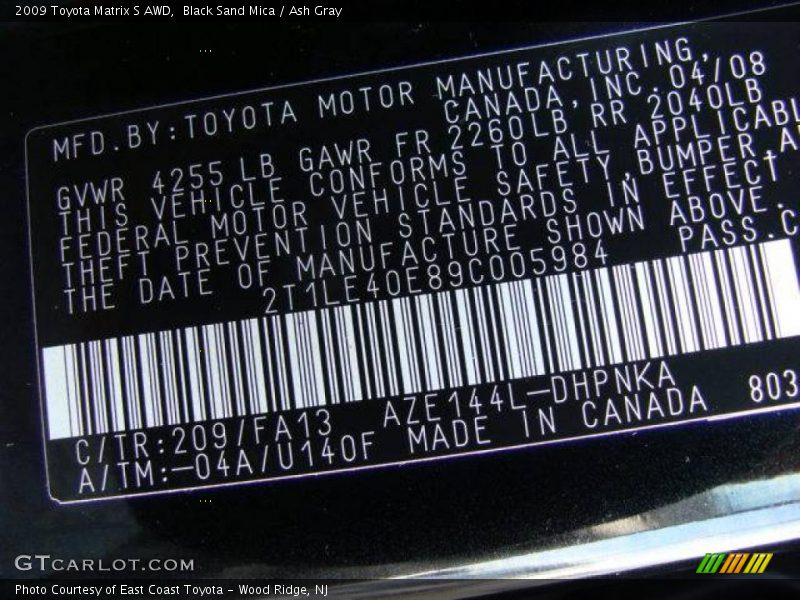 2009 Toyota Matrix S AWD,  Black Sand Mica / Ash Gray
MFD.BY:TOYOTA MOTOR MANUFACTURING,
CANADA,INC.04/08
GVWR 4255 LB GAWR FR 2260LB,RR 2040LB
THIS VEHICLE CONFORMS TO ALL APPLICABL
FEDERAL MOTOR VEHICLE SAFETY,BUMPER,A
THEFT PREVENTION STANDARDS IN EFFECT
THE DATE OF MANUFACTURE SHOWN ABOVE.
2T1LE40E89C005984 PASS.C
C/TR:209/FA13 AZE144L-DHPNKA 803
A/TM:-04A/U140F MADE IN CANADA
GTCARLOT.COM
Photo Courtesy of East Coast Toyota - Wood Ridge, NJ